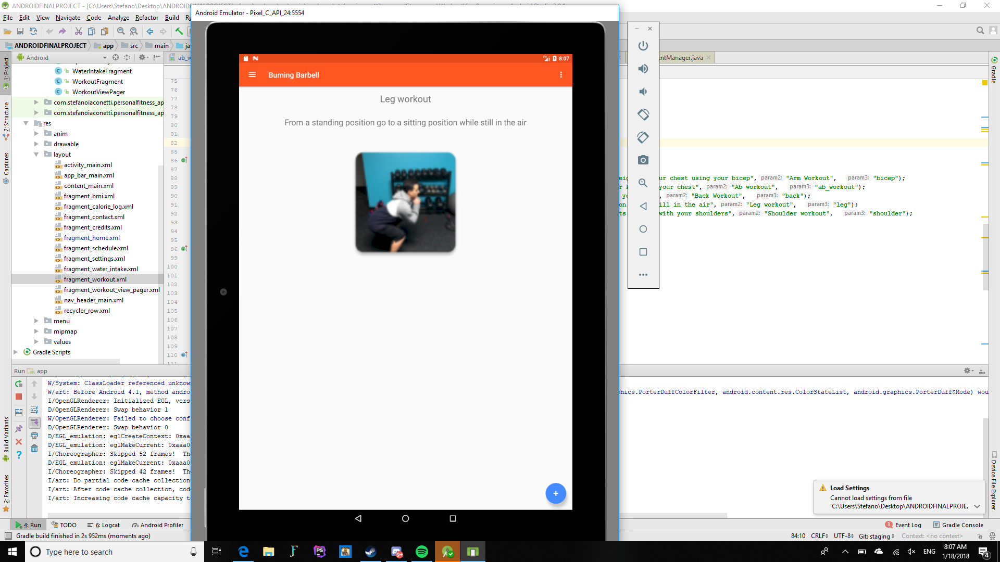 ANDROIDFINALPROJECT - [C:\Users\Stefano\Desktop\ANDROIDFINALPROJECT]
File Edit View Navigate Code Analyze Refactor Build
ANDROIDFINALPROJECT app src main
Android
WaterIntakeFragment
WorkoutFragment
WorkoutViewPager
com.stefanoiaconetti.personalfitness_ap
com.stefanoiaconetti.personalfitness_ap
res
anim
drawable
layout
activity_main.xml
app_bar_main.xml
content_main.xml
fragment_bmi.xml
fragment_calorie_log.xml
fragment_contact.xml
fragment_credits.xml
fragment_home.xml
fragment_schedule.xml
fragment_settings.xml
fragment_water_intake.xml
fragment_workout.xml
fragment_workout_view_pager.xml
nav_header_main.xml
recycler_row.xml
menu
mipmap
values
Gradle Scripts
1: Project
7: Structure
Captures
Build Variants
2: Favorites
ab_w
75
76
77
78
79
80
81
82
85
86
87
88
89
90
91
92
93
94
95
96
99
100
101
102
103
104
105
106
107
108
109
110
Android Emulator - Pixel_C_API_24:5554
8:07
Burning Barbell
Leg workout
From a standing position go to a sitting position while still in the air
entManager.java
ur chest using your bicep", param2: "Arm Workout", param3: "bicep");
your chest", param2: "Ab workout", param3: "ab_workout");
param2: "Back Workout", param3: "back");
ill in the air", param2: "Leg workout", param3: "leg");
with your shoulders", param2: "Shoulder workout", param3: "shoulder");
Gradle
Device File Explorer
Run app
W/System: ClassLoader referenced unknow
W/art: Before Android 4.1, method andro
hics.PorterDuffColorFilter, android.content.res.ColorStateList, android.graphics.PorterDuff$Mode) wou
I/OpenGLRenderer: Initialized EGL, vers
D/OpenGLRenderer: Swap behavior 1
W/OpenGLRenderer: Failed to choose conf
D/OpenGLRenderer: Swap behavior 0
D/EGL_emulation: eglCreateContext: 0xaa
D/EGL_emulation: eglMakeCurrent: 0xaaa0
I/Choreographer: Skipped 52 frames! The
D/EGL_emulation: eglMakeCurrent: 0xaaa0
I/Choreographer: Skipped 42 frames! The
I/art: Do partial code cache collection
I/art: After code cache collection, cod
I/art: Increasing code cache capacity t
Load Settings
Cannot load settings from file
'C:\Users\Stefano\Desktop\ANDROIDFINALPROJE.
4: Run TODO 6: Logcat Android Profiler
3 Event Log Gradle Console
Gradle build finished in 2s 952ms (moments ago)
84:10 CRLF UTF-8 Git: staging Context: <no context>
Type here to search
PS
9+
ENG
8:07 AM
1/18/2018
4